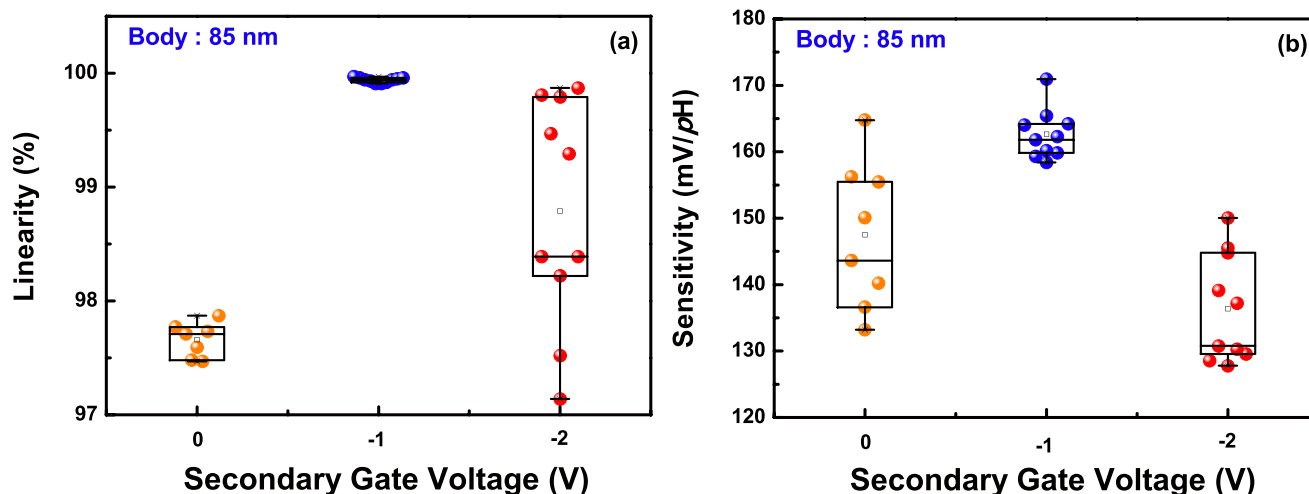 Body : 85 nm
(a)
Linearity (%)
100
99
98
97
0
-1
-2
Secondary Gate Voltage (V)
Body : 85 nm
(b)
Sensitivity (mV/pH)
180
170
160
150
140
130
120
0
-1
-2
Secondary Gate Voltage (V)